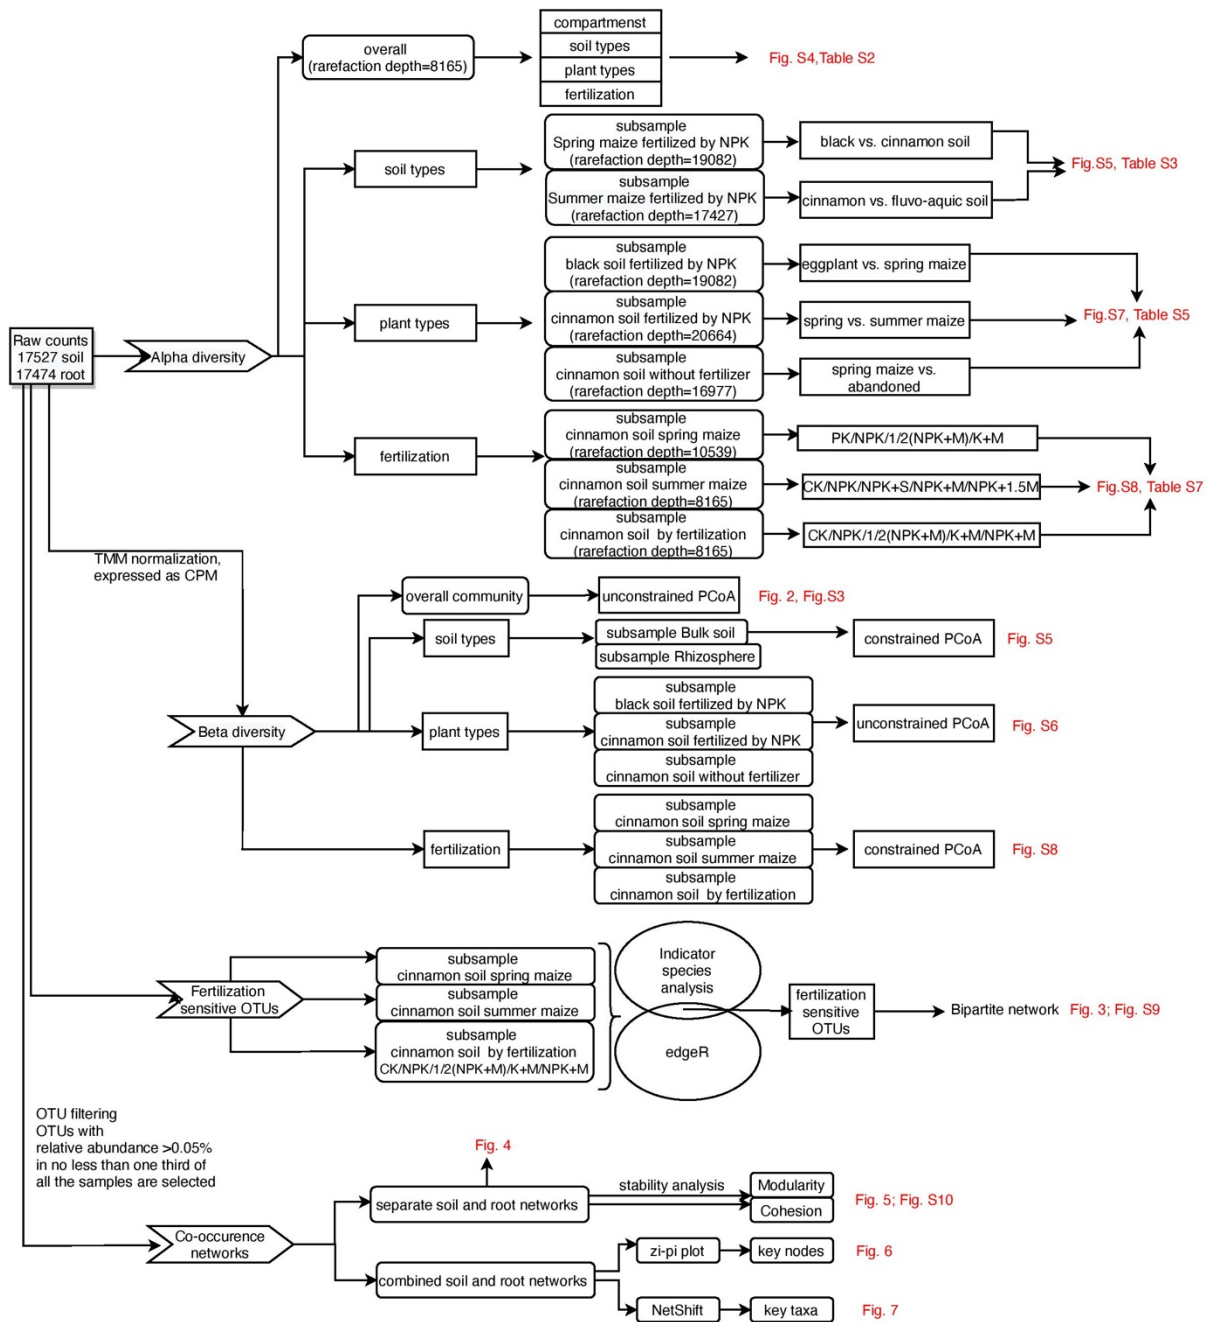 overall
(rarefaction depth=8165)
compartmenst
soil types
plant types
fertilization
Fig. S4,Table S2
soil types
subsample
Spring maize fertilized by NPK
(rarefaction depth=19082)
black vs. cinnamon soil
subsample
Summer maize fertilized by NPK
(rarefaction depth=17427)
cinnamon vs. fluvo-aquic soil
Fig.S5, Table S3
plant types
subsample
black soil fertilized by NPK
(rarefaction depth=19082)
eggplant vs. spring maize
subsample
cinnamon soil fertilized by NPK
(rarefaction depth=20664)
spring vs. summer maize
subsample
cinnamon soil without fertilizer
(rarefaction depth=16977)
spring maize vs.
abandoned
Fig.S7, Table S5
Raw counts
17527 soil
17474 root
Alpha diversity
fertilization
subsample
cinnamon soil spring maize
(rarefaction depth=10539)
PK/NPK/1/2(NPK+M)/K+M
subsample
cinnamon soil summer maize
(rarefaction depth=8165)
CK/NPK/NPK+S/NPK+M/NPK+1.5M
subsample
cinnamon soil by fertilization
(rarefaction depth=8165)
CK/NPK/1/2(NPK+M)/K+M/NPK+M
Fig.S8, Table S7
TMM normalization,
expressed as CPM
Beta diversity
overall community
unconstrained PCoA
Fig. 2, Fig.S3
soil types
subsample Bulk soil
subsample Rhizosphere
constrained PCoA
Fig. S5
plant types
subsample
black soil fertilized by NPK
subsample
cinnamon soil fertilized by NPK
subsample
cinnamon soil without fertilizer
unconstrained PCoA
Fig. S6
fertilization
subsample
cinnamon soil spring maize
subsample
cinnamon soil summer maize
subsample
cinnamon soil by fertilization
constrained PCoA
Fig. S8
Fertilization
sensitive OTUs
subsample
cinnamon soil spring maize
subsample
cinnamon soil summer maize
subsample
cinnamon soil by fertilization
CK/NPK/1/2(NPK+M)/K+M/NPK+M
Indicator
species
analysis
edgeR
fertilization
sensitive
OTUs
Bipartite network
Fig. 3; Fig. S9
OTU filtering
OTUs with
relative abundance >0.05%
in no less than one third of
all the samples are selected
Co-occurence
networks
Fig. 4
separate soil and root networks
stability analysis
Modularity
Cohesion
Fig. 5; Fig. S10
combined soil and root networks
zi-pi plot
key nodes
Fig. 6
NetShift
key taxa
Fig. 7